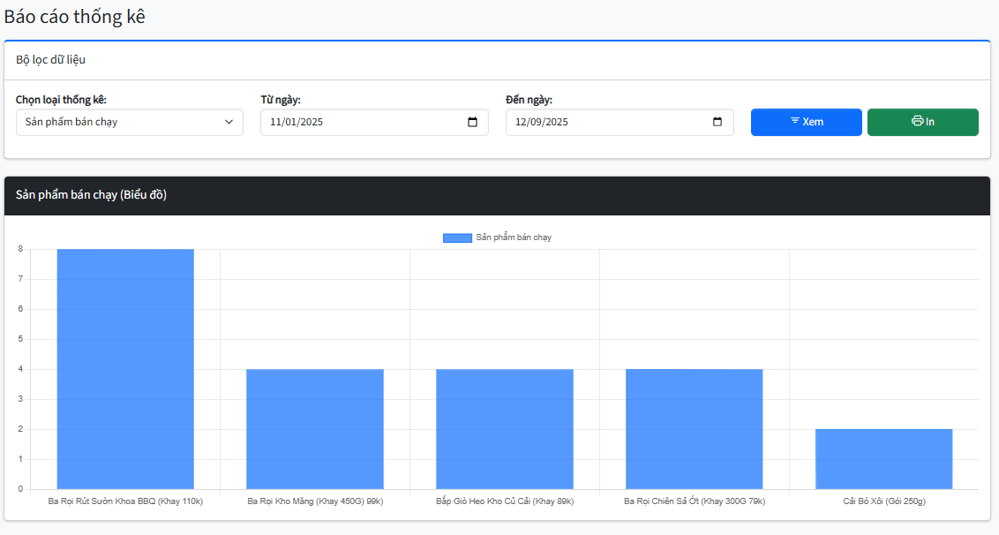 Báo cáo thống kê
Bộ lọc dữ liệu
Chọn loại thống kê:
Sản phẩm bán chạy
Từ ngày:
11/01/2025
Đến ngày:
12/09/2025
Xem
In
Sản phẩm bán chạy (Biểu đồ)
Sản phẩm bán chạy
8
7
6
5
4
3
2
1
0
Ba Rọi Rút Sườn Khoa BBQ (Khay 110k)
Ba Rọi Kho Măng (Khay 450G) 99k)
Bắp Giò Heo Kho Củ Cải (Khay 89k)
Ba Rọi Chiên Sả Ớt (Khay 300G 79k)
Cải Bó Xôi (Gói 250g)